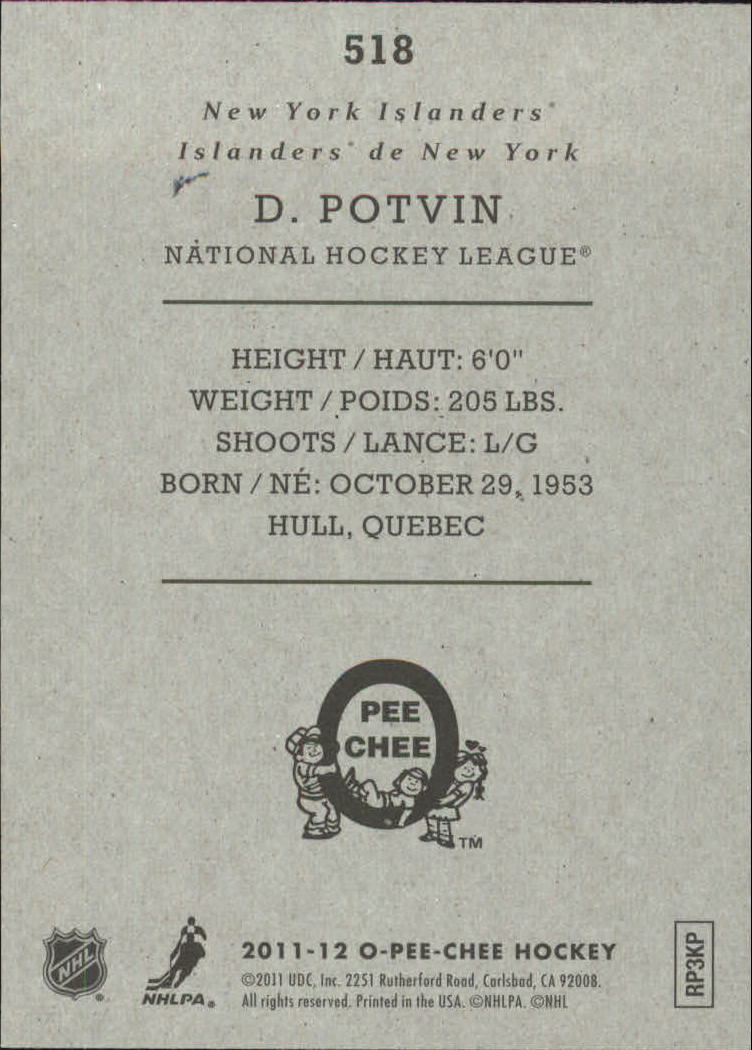 518
New York Islanders®
Islanders® de New York
D. POTVIN
NATIONAL HOCKEY LEAGUE®
HEIGHT / HAUT: 6'0"
WEIGHT / POIDS: 205 LBS.
SHOOTS / LANCE: L/G
BORN / NÉ: OCTOBER 29, 1953
HULL, QUEBEC
O
PEE
CHEE
TM
NHL
®
NHLPA®
2011-12 O-PEE-CHEE HOCKEY
©2011 UDC, Inc. 2251 Rutherford Road, Carlsbad, CA 92008.
All rights reserved. Printed in the USA. ©NHLPA. ©NHL
RP3KP